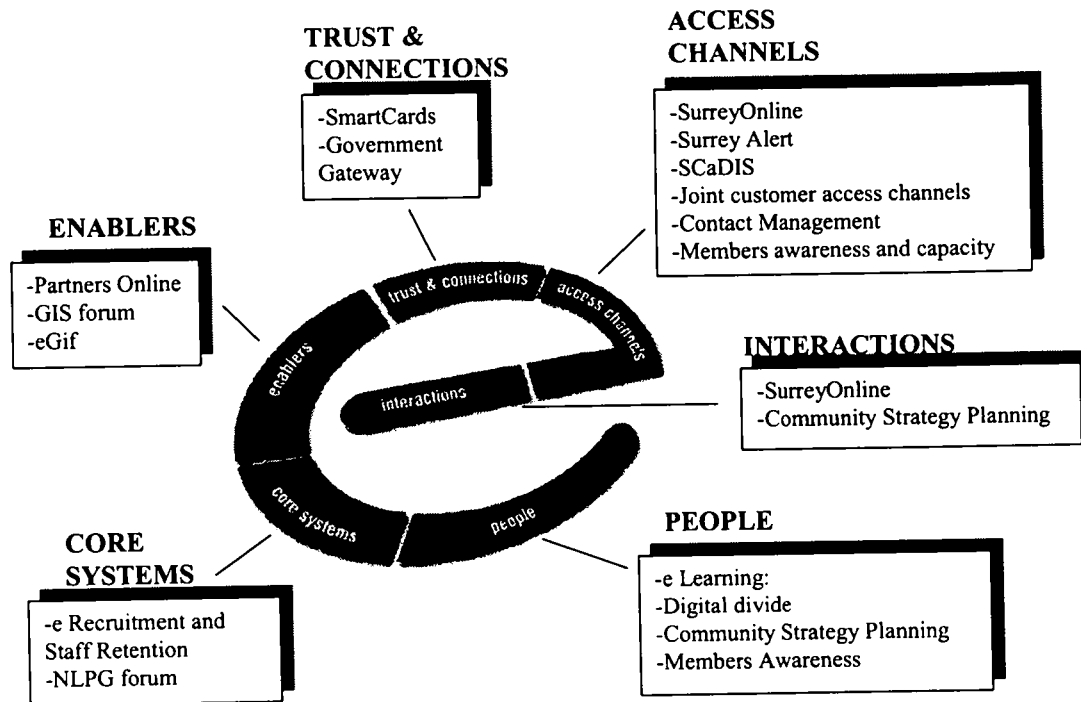 TRUST &
CONNECTIONS
-SmartCards
-Government
Gateway
ACCESS
CHANNELS
-SurreyOnline
-Surrey Alert
-SCaDIS
-Joint customer access channels
-Contact Management
-Members awareness and capacity
ENABLERS
-Partners Online
-GIS forum
-eGif
trust & connections
access channels
enablers
interactions
core systems
people
INTERACTIONS
-SurreyOnline
-Community Strategy Planning
CORE
SYSTEMS
-e Recruitment and
Staff Retention
-NLPG forum
PEOPLE
-e Learning:
-Digital divide
-Community Strategy Planning
-Members Awareness